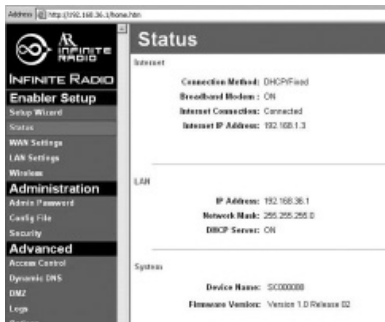 Address http://192.168.36.1/home.htm
AR
INFINITE
RADIO
INFINITE RADIO
Enabler Setup
Setup Wizard
Status
WAN Settings
LAN Settings
Wireless
Administration
Admin Password
Config File
Security
Advanced
Access Control
Dynamic DNS
DMZ
Logs
Status
Internet
Connection Method: DHCP/Fixed
Broadband Modem : ON
Internet Connection: Connected
Internet IP Address: 192.168.1.3
LAN
IP Address: 192.168.36.1
Network Mask: 255.255.255.0
DHCP Server: ON
System
Device Name: SC000008
Firmware Version: Version 1.0 Release 02